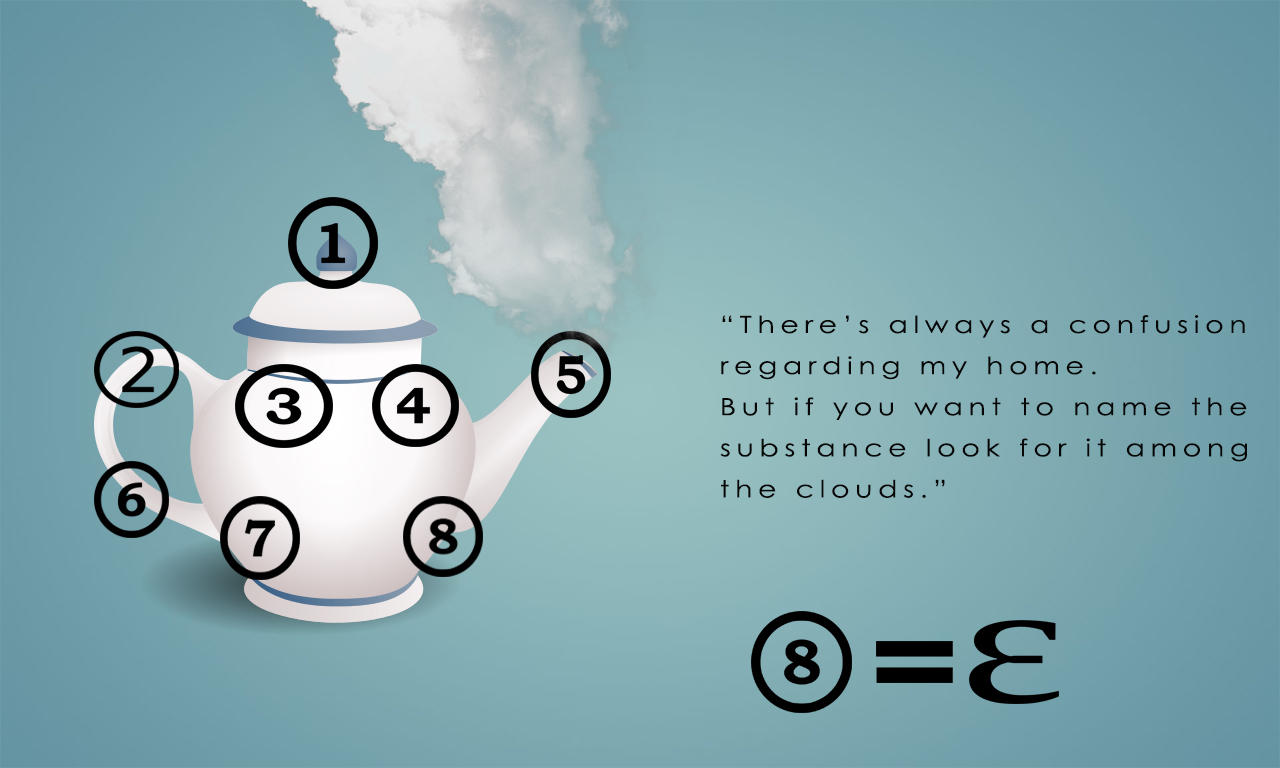 1
2
3
4
5
6
7
8
“There’s always a confusion
regarding my home.
But if you want to name the
substance look for it among
the clouds.”
8=ε